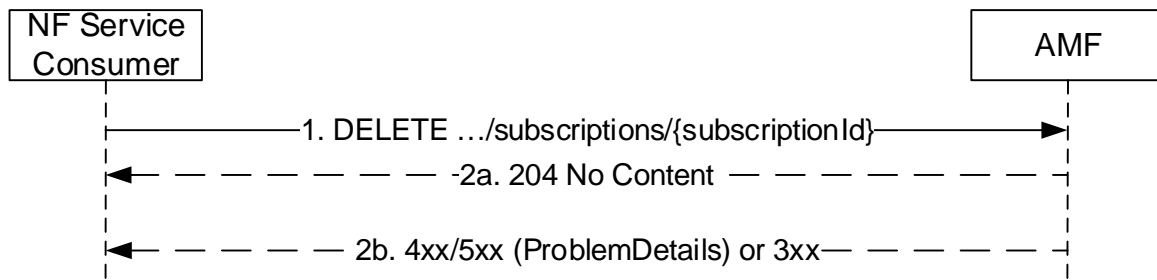 NF Service
Consumer
AMF
1. DELETE …/subscriptions/{subscriptionId}
2a. 204 No Content
2b. 4xx/5xx (ProblemDetails) or 3xx